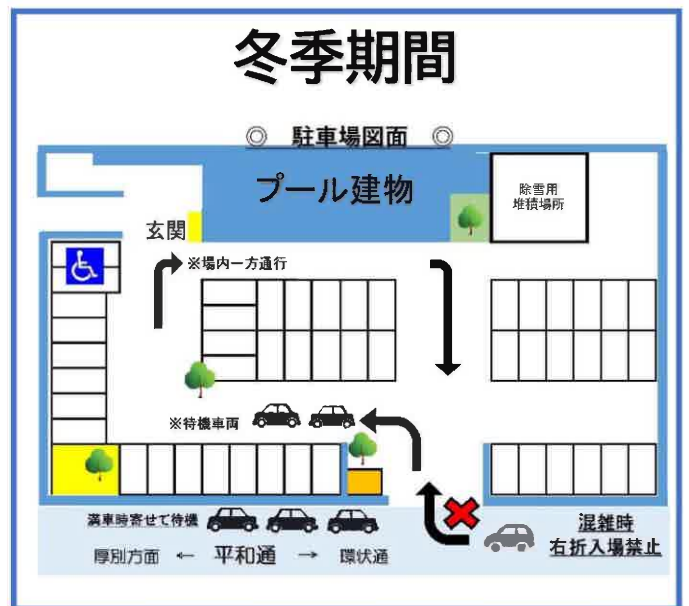 冬季期間
◎ 駐車場図面 ◎
プール建物
除雪用
堆積場所
玄関
※場内一方通行
※待機車両
満車時寄せて待機
混雑時
右折入場禁止
厚別方面 ← 平和通 → 環状通